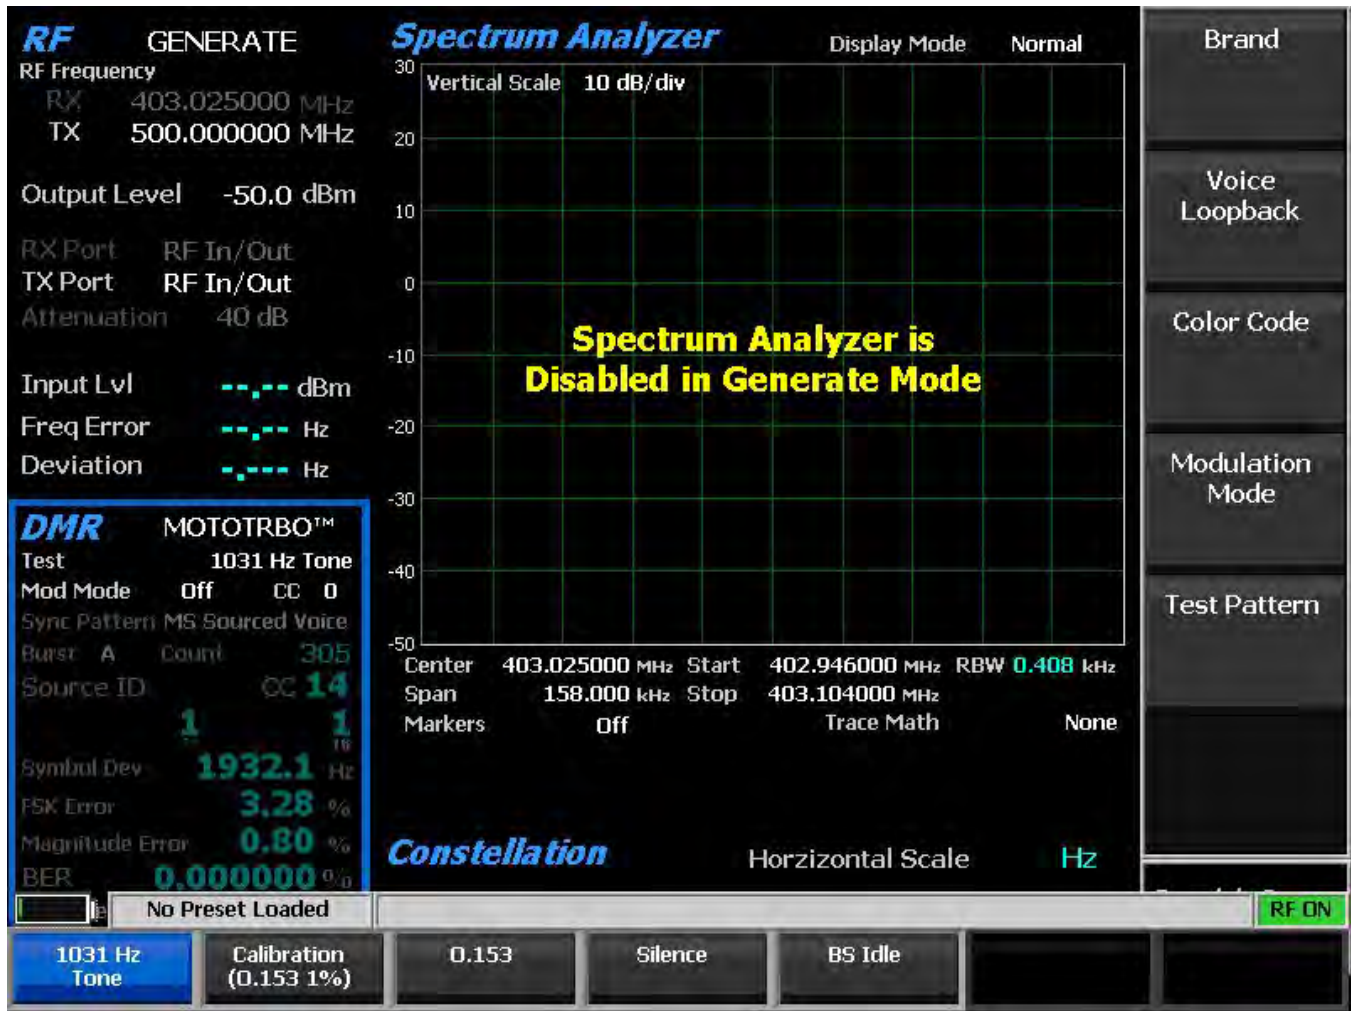 RF GENERATE
RF Frequency
RX 403.025000 MHz
TX 500.000000 MHz
Output Level -50.0 dBm
RX Port RF In/Out
TX Port RF In/Out
Attenuation 40 dB
Input Lvl --.-- dBm
Freq Error --.-- Hz
Deviation -.--- Hz
DMR MOTOTRBO™
Test 1031 Hz Tone
Mod Mode Off CC 0
Sync Pattern MS Sourced Voice
Burst A Count 305
Source ID CC 14
1 1
16
Symbol Dev 1932.1 Hz
FSK Error 3.28 %
Magnitude Error 0.80 %
BER 0.000000 %
Spectrum Analyzer Display Mode Normal
30
Vertical Scale 10 dB/div
20
10
0
-10
Spectrum Analyzer is
Disabled in Generate Mode
-20
-30
-40
-50
Center 403.025000 MHz Start 402.946000 MHz RBW 0.408 kHz
Span 158.000 kHz Stop 403.104000 MHz
Markers Off Trace Math None
Constellation Horzizontal Scale Hz
Brand
Voice
Loopback
Color Code
Modulation
Mode
Test Pattern
No Preset Loaded
RF ON
1031 Hz
Tone
Calibration
(0.153 1%)
0.153
Silence
BS Idle